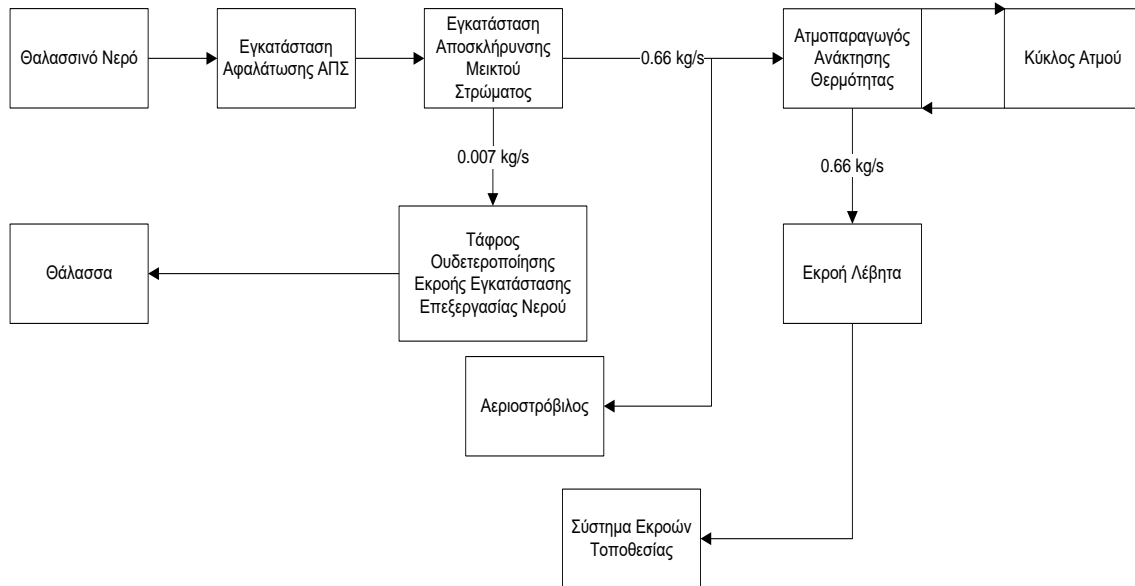 Θαλασσινό Νερό
Εγκατάσταση
Αφαλάτωσης ΑΠΣ
Εγκατάσταση
Αποσκλήρυνσης
Μεικτού
Στρώματος
0.66 kg/s
Ατμοπαραγωγός
Ανάκτησης
Θερμότητας
Κύκλος Ατμού
0.007 kg/s
0.66 kg/s
Θάλασσα
Τάφρος
Ουδετεροποίησης
Εκροής Εγκατάστασης
Επεξεργασίας Νερού
Εκροή Λέβητα
Αεριοστρόβιλος
Σύστημα Εκροών
Τοποθεσίας